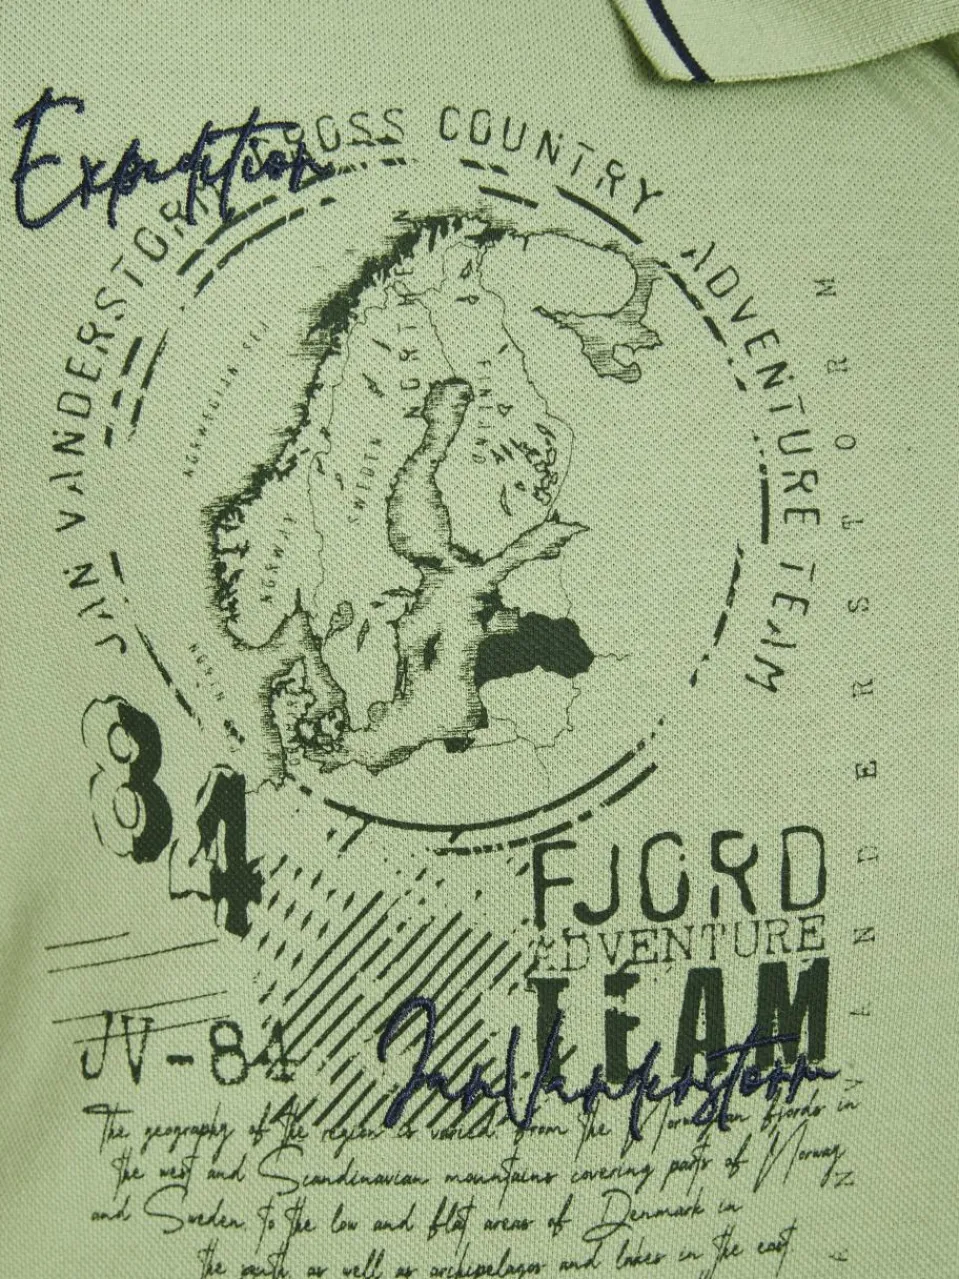 Expedition
JAN VANDERSTORM CROSS COUNTRY ADVENTURE TEAM
NORWEGIAN SEA
NORTHE
FINLAND
SWEDEN
NORWAY
84
FJORD
ADVENTURE
TEAM
JV-84
JanVanderstorm
The geography of the region is varied from the Norwegian fjords in
the west and Scandinavian mountains covering parts of Norway
and Sweden to the low and flat areas of Denmark in
the south as well as archipelagos and lakes in the east